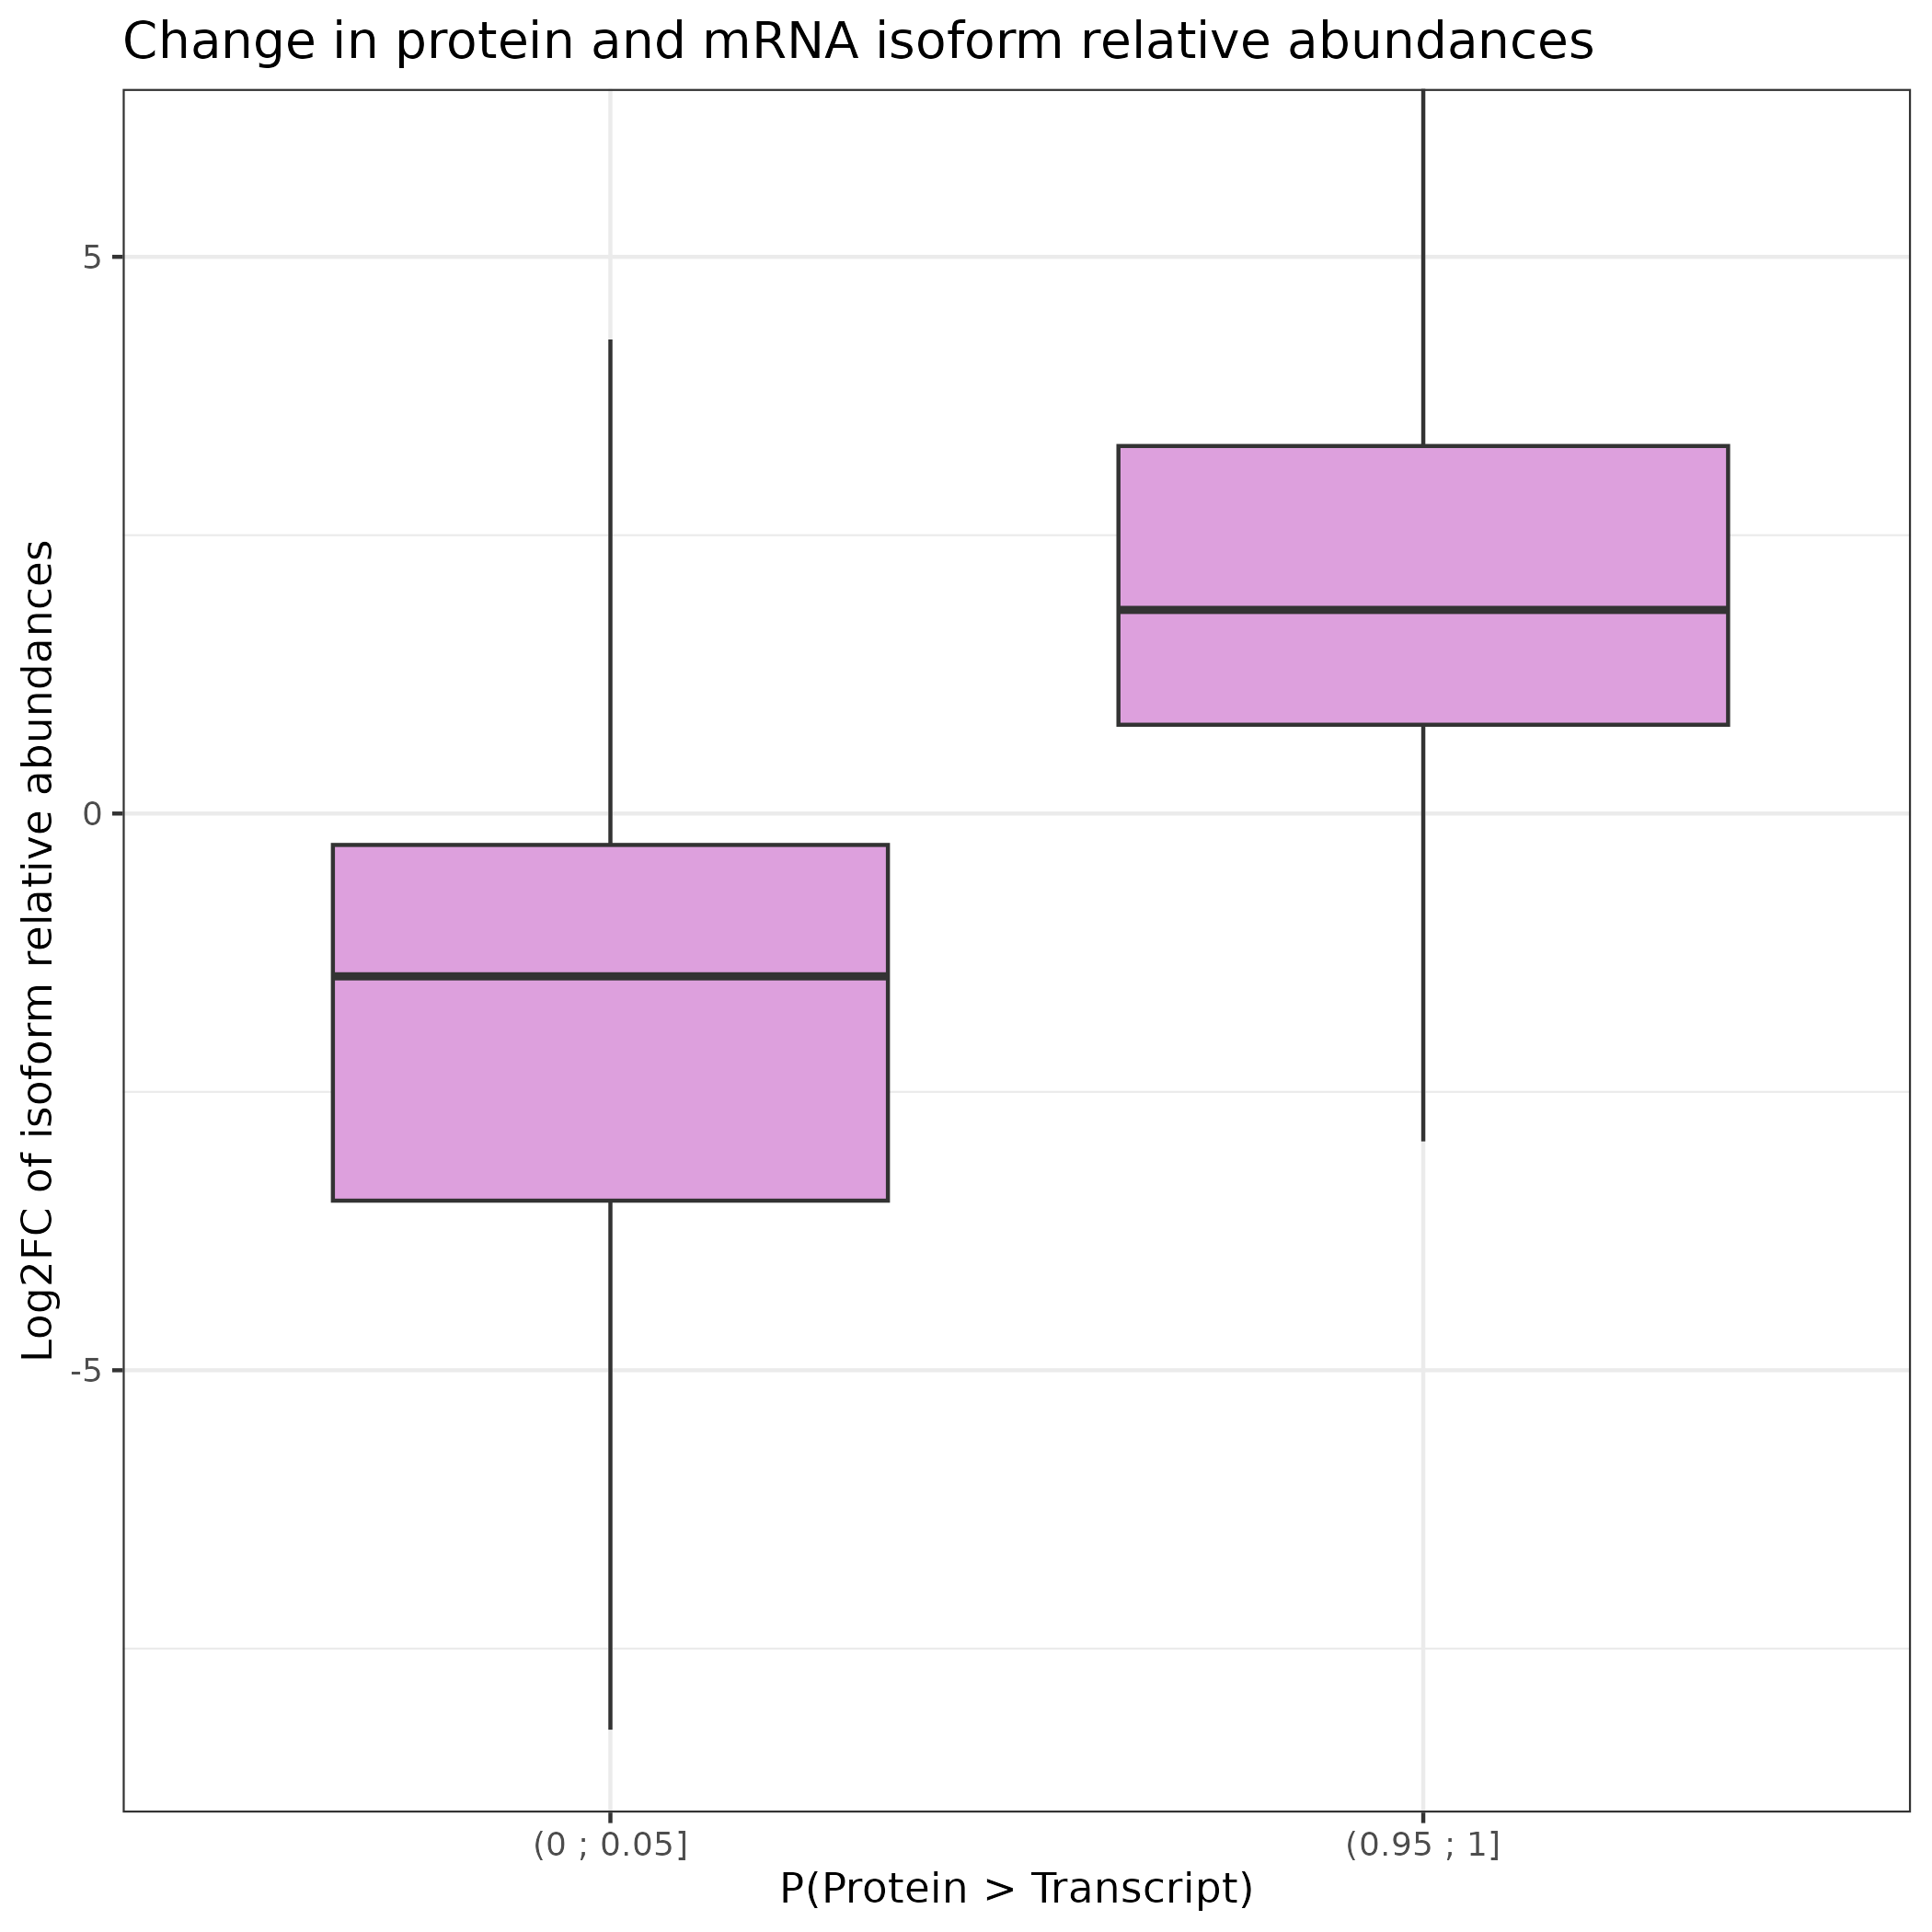 Change in protein and mRNA isoform relative abundances
Log2FC of isoform relative abundances
5
0
-5
(0 ; 0.05]
(0.95 ; 1]
P(Protein > Transcript)